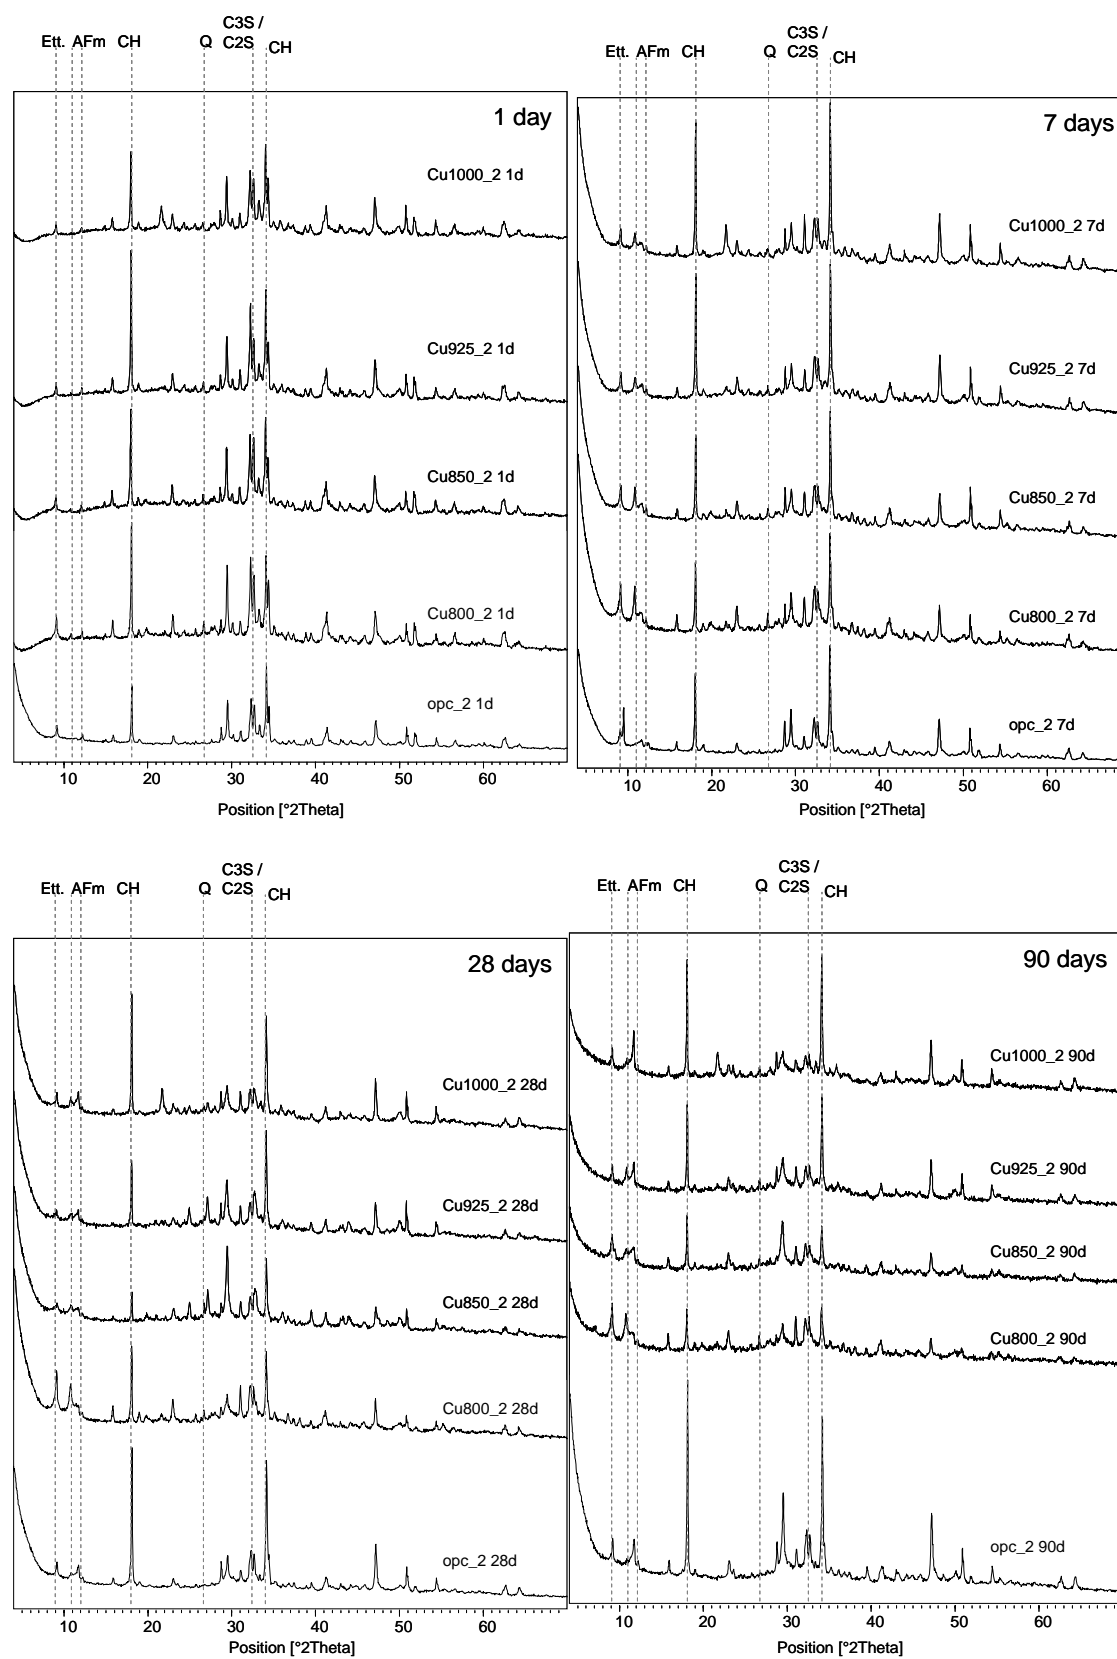 C3S /
Ett. AFm CH Q C2S CH
1 day
Cu1000_2 1d
Cu925_2 1d
Cu850_2 1d
Cu800_2 1d
opc_2 1d
10 20 30 40 50 60
Position [°2Theta]
C3S /
Ett. AFm CH Q C2S CH
7 days
Cu1000_2 7d
Cu925_2 7d
Cu850_2 7d
Cu800_2 7d
opc_2 7d
10 20 30 40 50 60
Position [°2Theta]
C3S /
Ett. AFm CH Q C2S CH
28 days
Cu1000_2 28d
Cu925_2 28d
Cu850_2 28d
Cu800_2 28d
opc_2 28d
10 20 30 40 50 60
Position [°2Theta]
C3S /
Ett. AFm CH Q C2S CH
90 days
Cu1000_2 90d
Cu925_2 90d
Cu850_2 90d
Cu800_2 90d
opc_2 90d
10 20 30 40 50 60
Position [°2Theta]